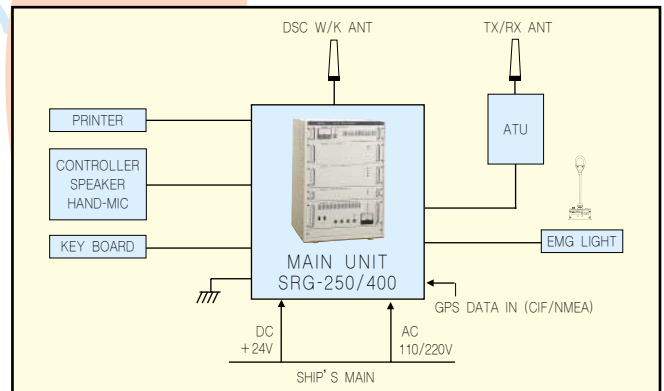 DSC W/K ANT
TX/RX ANT
PRINTER
ATU
CONTROLLER
SPEAKER
HAND-MIC
KEY BOARD
EMG LIGHT
MAIN UNIT
SRG-250/400
GPS DATA IN (CIF/NMEA)
DC
+24V
AC
110/220V
SHIP'S MAIN